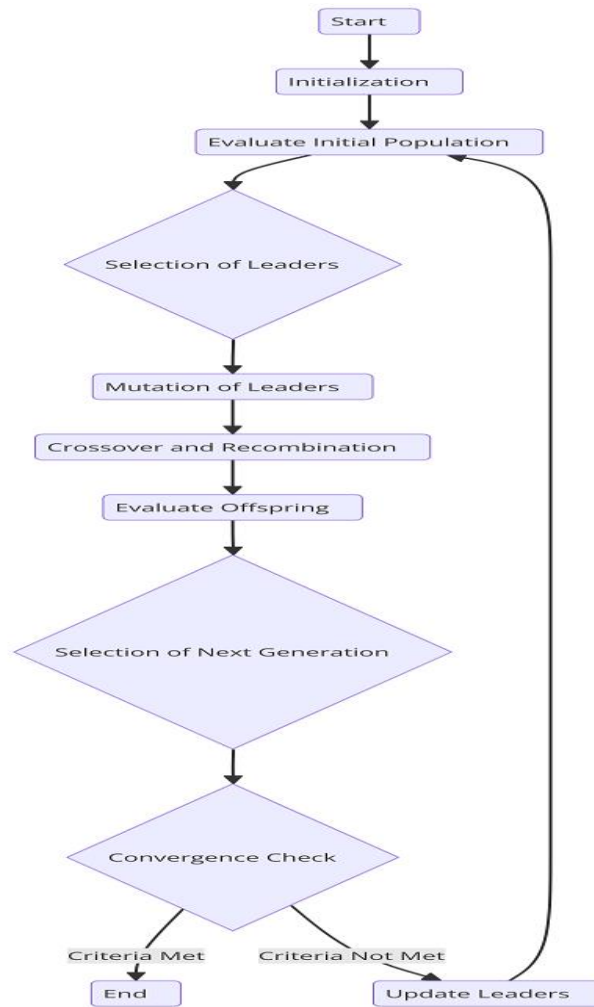 Start
Initialization
Evaluate Initial Population
Selection of Leaders
Mutation of Leaders
Crossover and Recombination
Evaluate Offspring
Selection of Next Generation
Convergence Check
Criteria Met
Criteria Not Met
End
Update Leaders